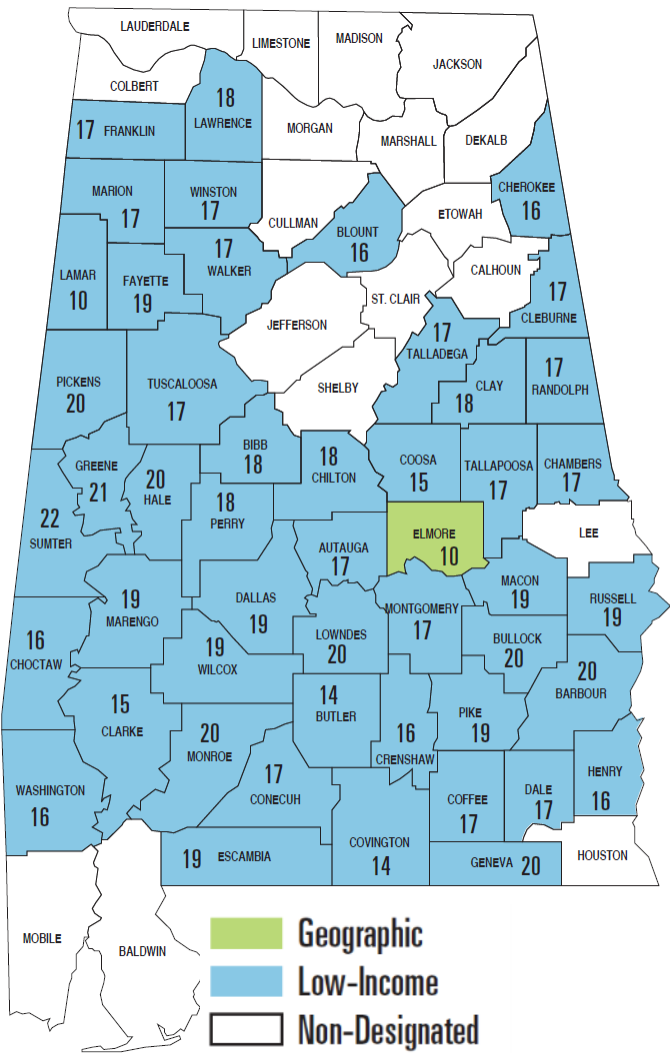 LAUDERDALE
LIMESTONE
MADISON
JACKSON
COLBERT
18
LAWRENCE
17 FRANKLIN
MORGAN
MARSHALL
DEKALB
MARION
17
WINSTON
17
CULLMAN
BLOUNT
16
ETOWAH
CHEROKEE
16
LAMAR
10
FAYETTE
19
17
WALKER
JEFFERSON
ST. CLAIR
CALHOUN
17
CLEBURNE
PICKENS
20
TUSCALOOSA
17
SHELBY
17
TALLADEGA
CLAY
18
17
RANDOLPH
GREENE
21
20
HALE
BIBB
18
18
CHILTON
COOSA
15
TALLAPOOSA
17
CHAMBERS
17
22
SUMTER
18
PERRY
AUTAUGA
17
ELMORE
10
LEE
19
MARENGO
DALLAS
19
LOWNDES
20
MONTGOMERY
17
MACON
19
RUSSELL
19
16
CHOCTAW
19
WILCOX
BULLOCK
20
20
BARBOUR
15
CLARKE
20
MONROE
14
BUTLER
16
CRENSHAW
PIKE
19
WASHINGTON
16
17
CONECUH
COFFEE
17
DALE
17
HENRY
16
19 ESCAMBIA
COVINGTON
14
GENEVA 20
HOUSTON
MOBILE
BALDWIN
Geographic
Low-Income
Non-Designated